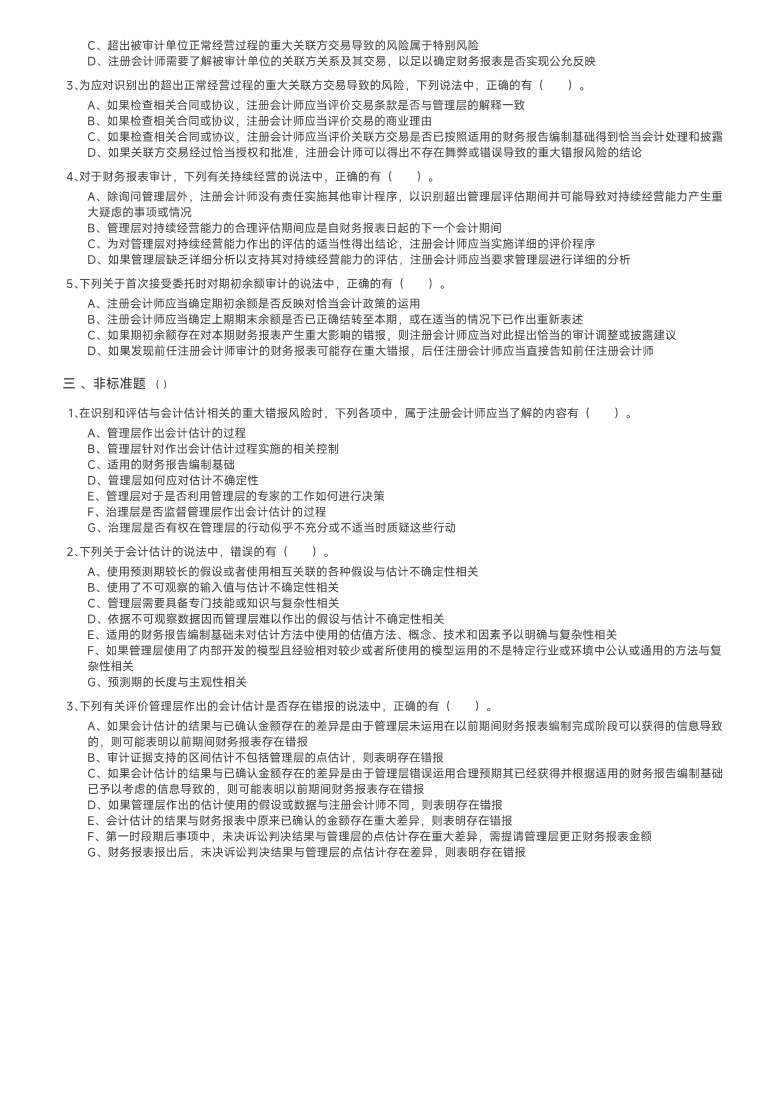 C、超出被审计单位正常经营过程的重大关联方交易导致的风险属于特别风险
D、注册会计师需要了解被审计单位的关联方关系及其交易，以足以确定财务报表是否实现公允反映
3、为应对识别出的超出正常经营过程的重大关联方交易导致的风险，下列说法中，正确的有（　　）。
A、如果检查相关合同或协议，注册会计师应当评价交易条款是否与管理层的解释一致
B、如果检查相关合同或协议，注册会计师应当评价交易的商业理由
C、如果检查相关合同或协议，注册会计师应当评价关联方交易是否已按照适用的财务报告编制基础得到恰当会计处理和披露
D、如果关联方交易经过恰当授权和批准，注册会计师可以得出不存在舞弊或错误导致的重大错报风险的结论
4、对于财务报表审计，下列有关持续经营的说法中，正确的有（　　）。
A、除询问管理层外，注册会计师没有责任实施其他审计程序，以识别超出管理层评估期间并可能导致对持续经营能力产生重
大疑虑的事项或情况
B、管理层对持续经营能力的合理评估期间应是自财务报表日起的下一个会计期间
C、为对管理层对持续经营能力作出的评估的适当性得出结论，注册会计师应当实施详细的评价程序
D、如果管理层缺乏详细分析以支持其对持续经营能力的评估，注册会计师应当要求管理层进行详细的分析
5、下列关于首次接受委托时对期初余额审计的说法中，正确的有（　　）。
A、注册会计师应当确定期初余额是否反映对恰当会计政策的运用
B、注册会计师应当确定上期期末余额是否已正确结转至本期，或在适当的情况下已作出重新表述
C、如果期初余额存在对本期财务报表产生重大影响的错报，则注册会计师应当对此提出恰当的审计调整或披露建议
D、如果发现前任注册会计师审计的财务报表可能存在重大错报，后任注册会计师应当直接告知前任注册会计师
三 、非标准题 （ ）
1、在识别和评估与会计估计相关的重大错报风险时，下列各项中，属于注册会计师应当了解的内容有（　　）。
A、管理层作出会计估计的过程
B、管理层针对作出会计估计过程实施的相关控制
C、适用的财务报告编制基础
D、管理层如何应对估计不确定性
E、管理层对于是否利用管理层的专家的工作如何进行决策
F、治理层是否监督管理层作出会计估计的过程
G、治理层是否有权在管理层的行动似乎不充分或不适当时质疑这些行动
2、下列关于会计估计的说法中，错误的有（　　）。
A、使用预测期较长的假设或者使用相互关联的各种假设与估计不确定性相关
B、使用了不可观察的输入值与估计不确定性相关
C、管理层需要具备专门技能或知识与复杂性相关
D、依据不可观察数据因而管理层难以作出的假设与估计不确定性相关
E、适用的财务报告编制基础未对估计方法中使用的估值方法、概念、技术和因素予以明确与复杂性相关
F、如果管理层使用了内部开发的模型且经验相对较少或者所使用的模型运用的不是特定行业或环境中公认或通用的方法与复
杂性相关
G、预测期的长度与主观性相关
3、下列有关评价管理层作出的会计估计是否存在错报的说法中，正确的有（　　）。
A、如果会计估计的结果与已确认金额存在的差异是由于管理层未运用在以前期间财务报表编制完成阶段可以获得的信息导致
的，则可能表明以前期间财务报表存在错报
B、审计证据支持的区间估计不包括管理层的点估计，则表明存在错报
C、如果会计估计的结果与已确认金额存在的差异是由于管理层错误运用合理预期其已经获得并根据适用的财务报告编制基础
已予以考虑的信息导致的，则可能表明以前期间财务报表存在错报
D、如果管理层作出的估计使用的假设或数据与注册会计师不同，则表明存在错报
E、会计估计的结果与财务报表中原来已确认的金额存在重大差异，则表明存在错报
F、第一时段期后事项中，未决诉讼判决结果与管理层的点估计存在重大差异，需提请管理层更正财务报表金额
G、财务报表报出后，未决诉讼判决结果与管理层的点估计存在差异，则表明存在错报